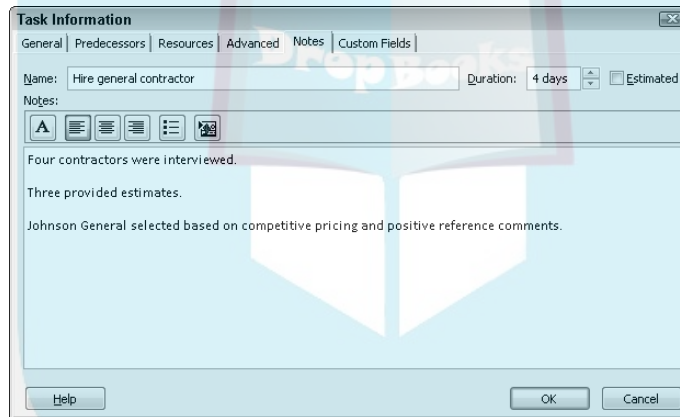 Task Information
General Predecessors Resources Advanced Notes Custom Fields
Name: Hire general contractor Duration: 4 days Estimated
Notes:
A
Drop Books
Four contractors were interviewed.
Three provided estimates.
Johnson General selected based on competitive pricing and positive reference comments.
Help OK Cancel